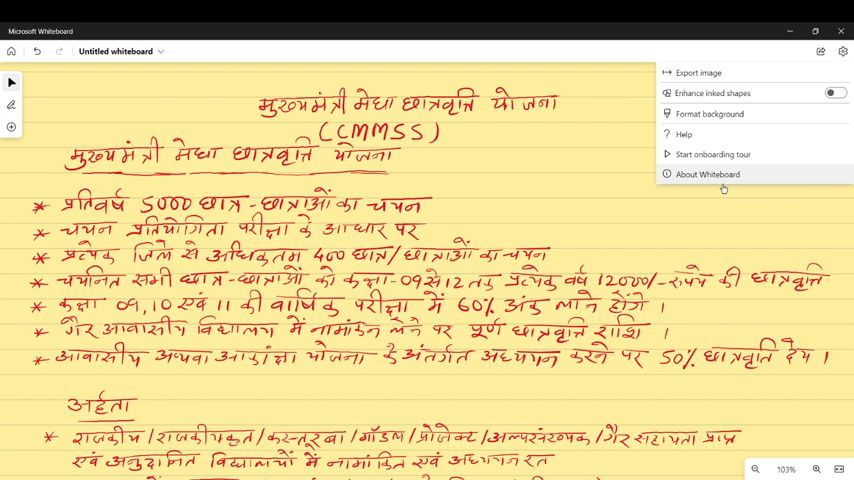 Microsoft Whiteboard
Untitled whiteboard
Export image
Enhance inked shapes
Format background
Help
Start onboarding tour
About Whiteboard
मुख्यमंत्री मेधा छात्रवृत्ति योजना
(CMMSS)
मुख्यमंत्री मेधा छात्रवृत्ति योजना
* प्रतिवर्ष 5000 छात्र-छात्राओं का चयन
* चयन प्रतियोगिता परीक्षा के आधार पर
* प्रत्येक जिले से अधिकतम 400 छात्र/छात्राओं का चयन
* चयनित सभी छात्र-छात्राओं को कक्षा-09 से 12 तक प्रत्येक वर्ष 12000/- रुपये की छात्रवृत्ति
* कक्षा 09,10 एवं 11 की वार्षिक परीक्षा में 60% अंक लाने होंगे ।
* गैर आवासीय विद्यालय में नामांकन लेने पर पूर्ण छात्रवृत्ति राशि ।
* आवासीय अथवा आकांक्षा योजना के अंतर्गत अध्ययन करने पर 50% छात्रवृति देय ।
अर्हता
* राजकीय/राजकीयकृत/कस्तूरबा/मॉडल/प्रोजेक्ट/अल्पसंख्यक/गैर सहायता प्राप्त
एवं अनुदानित विद्यालयों में नामांकित एवं अध्ययनरत
103%